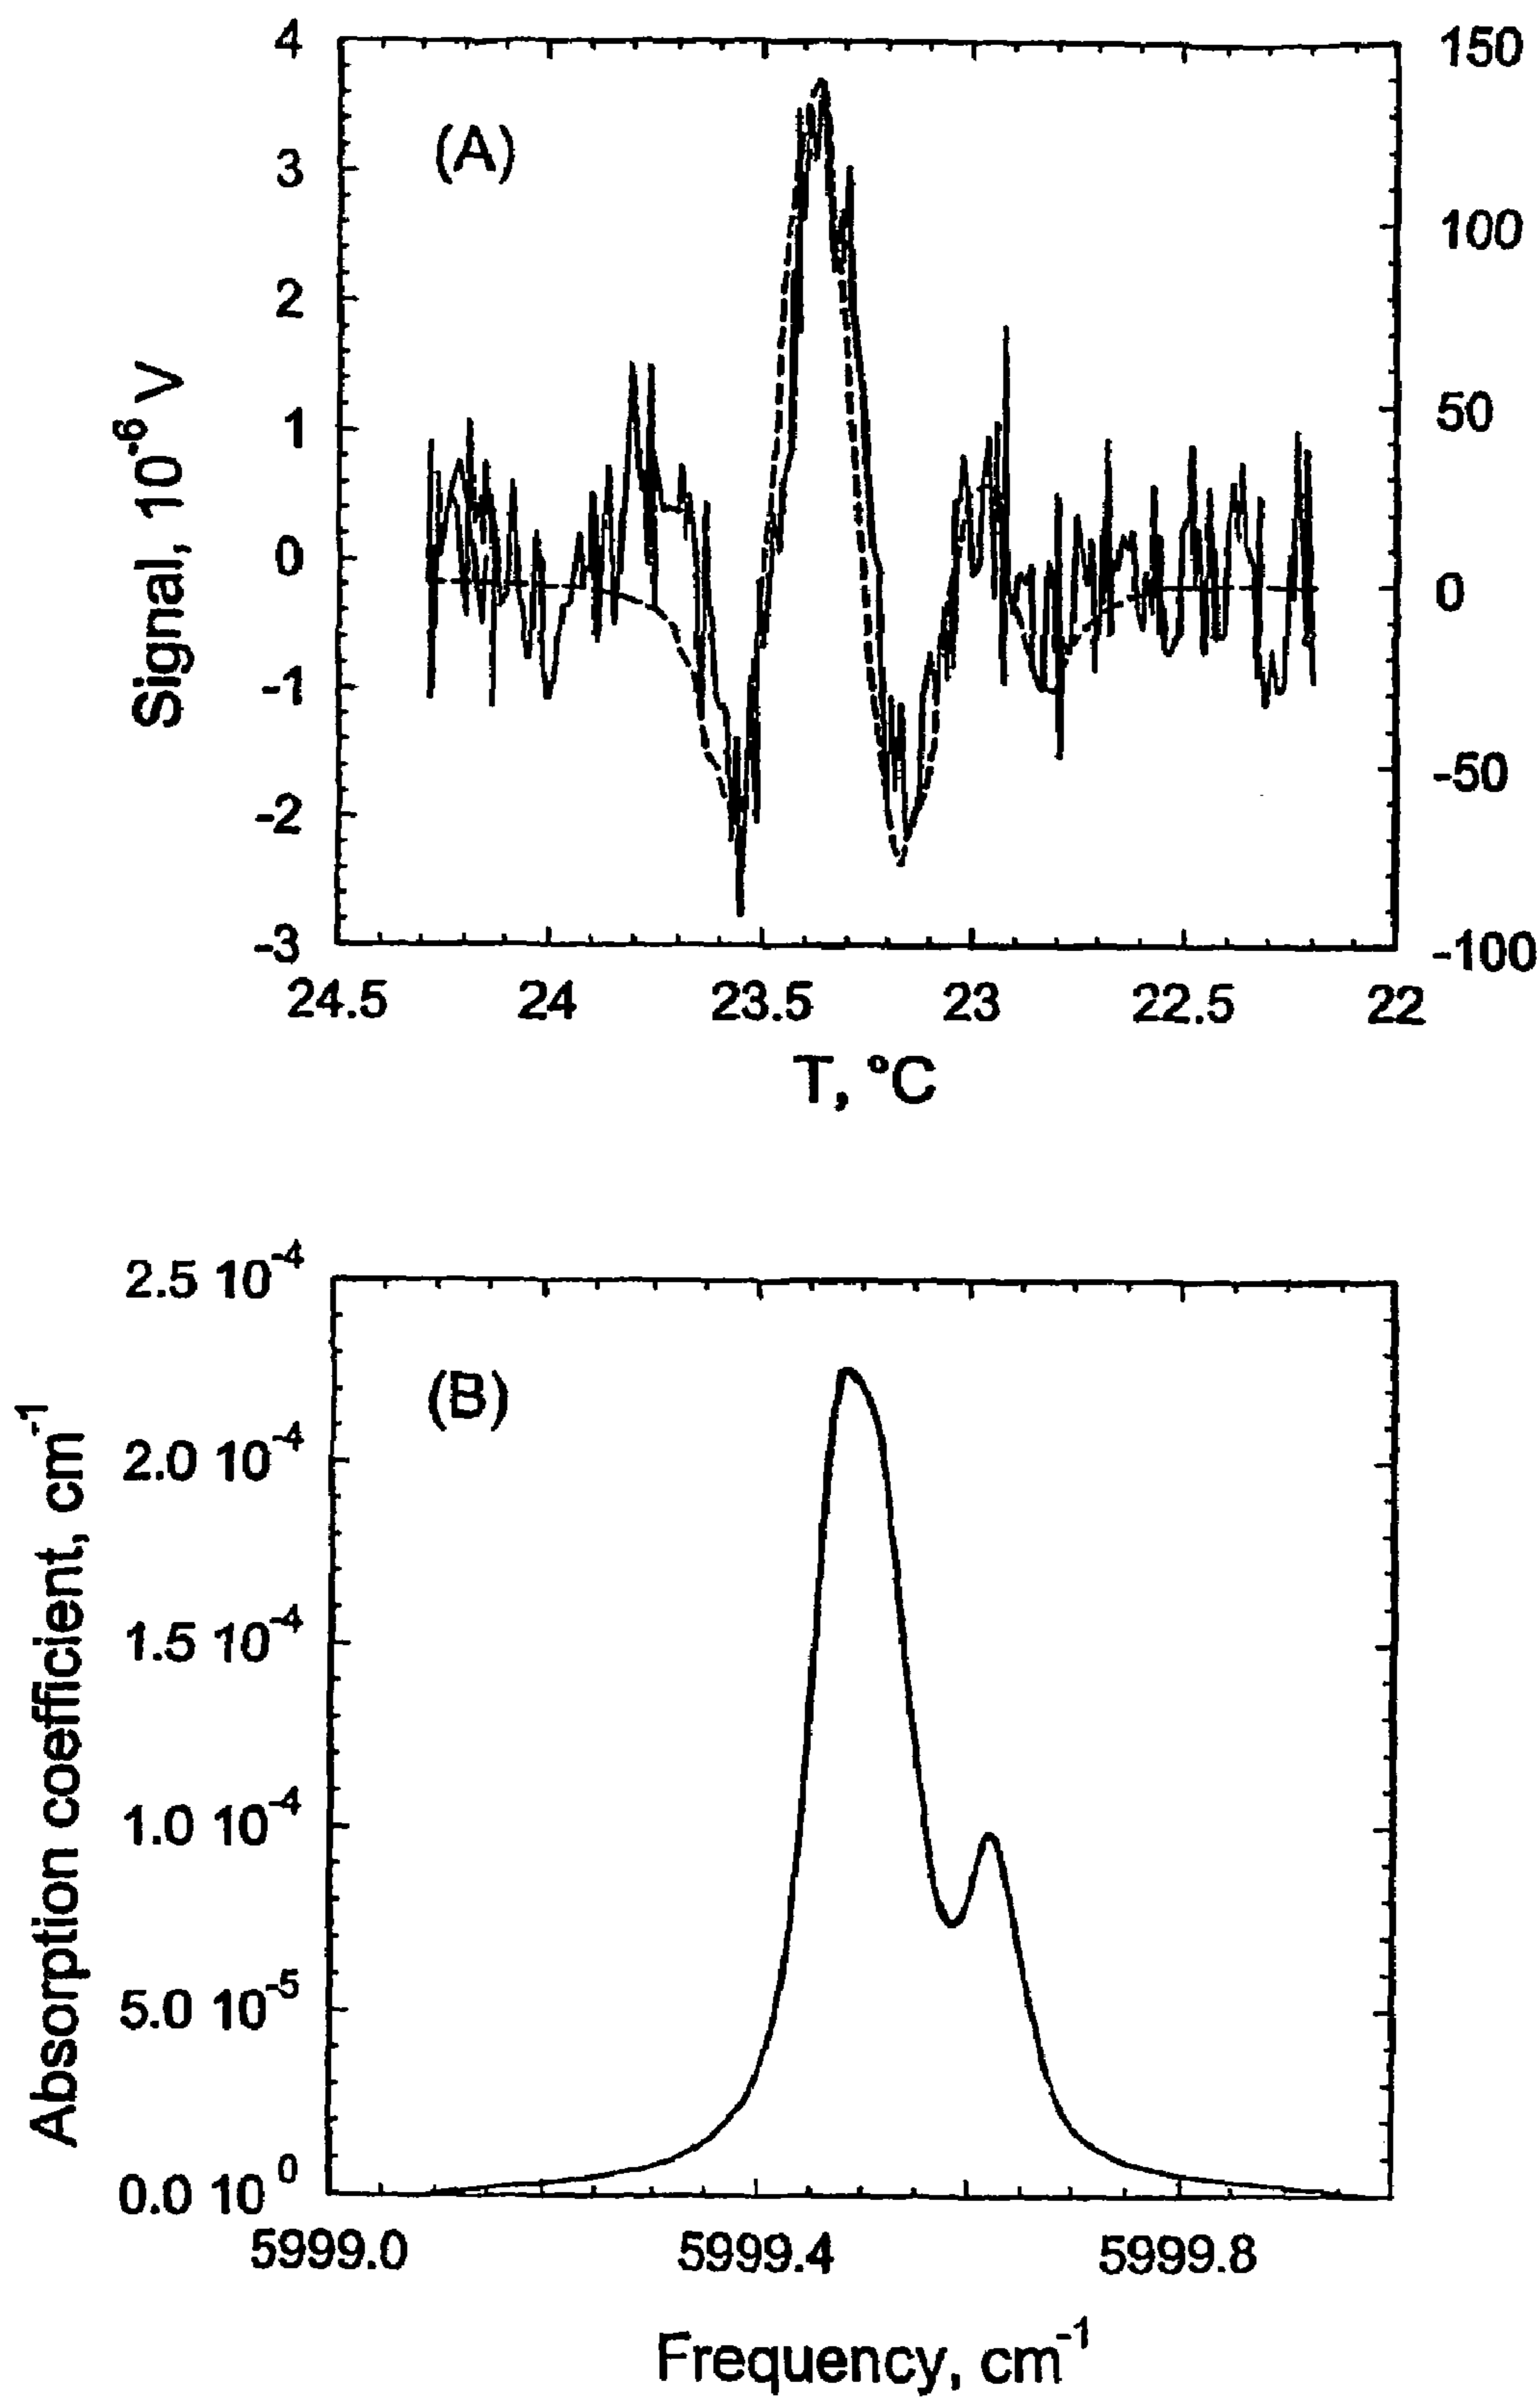 4
3
2
1
0
-1
-2
-3
150
100
50
0
-50
-100
(A)
Signal, 10⁻⁶ V
24.5 24 23.5 23 22.5 22
T, ºC
2.5 10⁻⁴
2.0 10⁻⁴
1.5 10⁻⁴
1.0 10⁻⁴
5.0 10⁻⁵
0.0 10⁰
(B)
Absorption coefficient, cm⁻¹
5999.0 5999.4 5999.8
Frequency, cm⁻¹